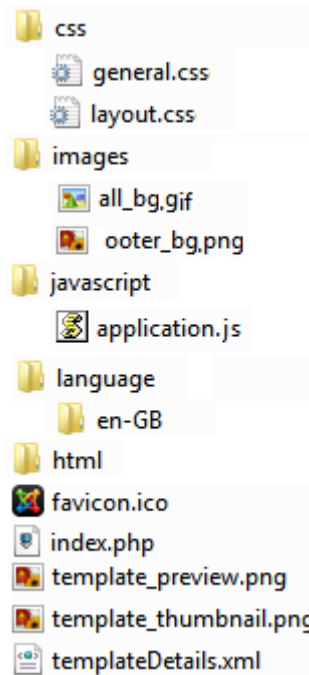 css
general.css
layout.css
images
all_bg.gif
ooter_bg.png
javascript
application.js
language
en-GB
html
favicon.ico
index.php
template_preview.png
template_thumbnail.png
templateDetails.xml